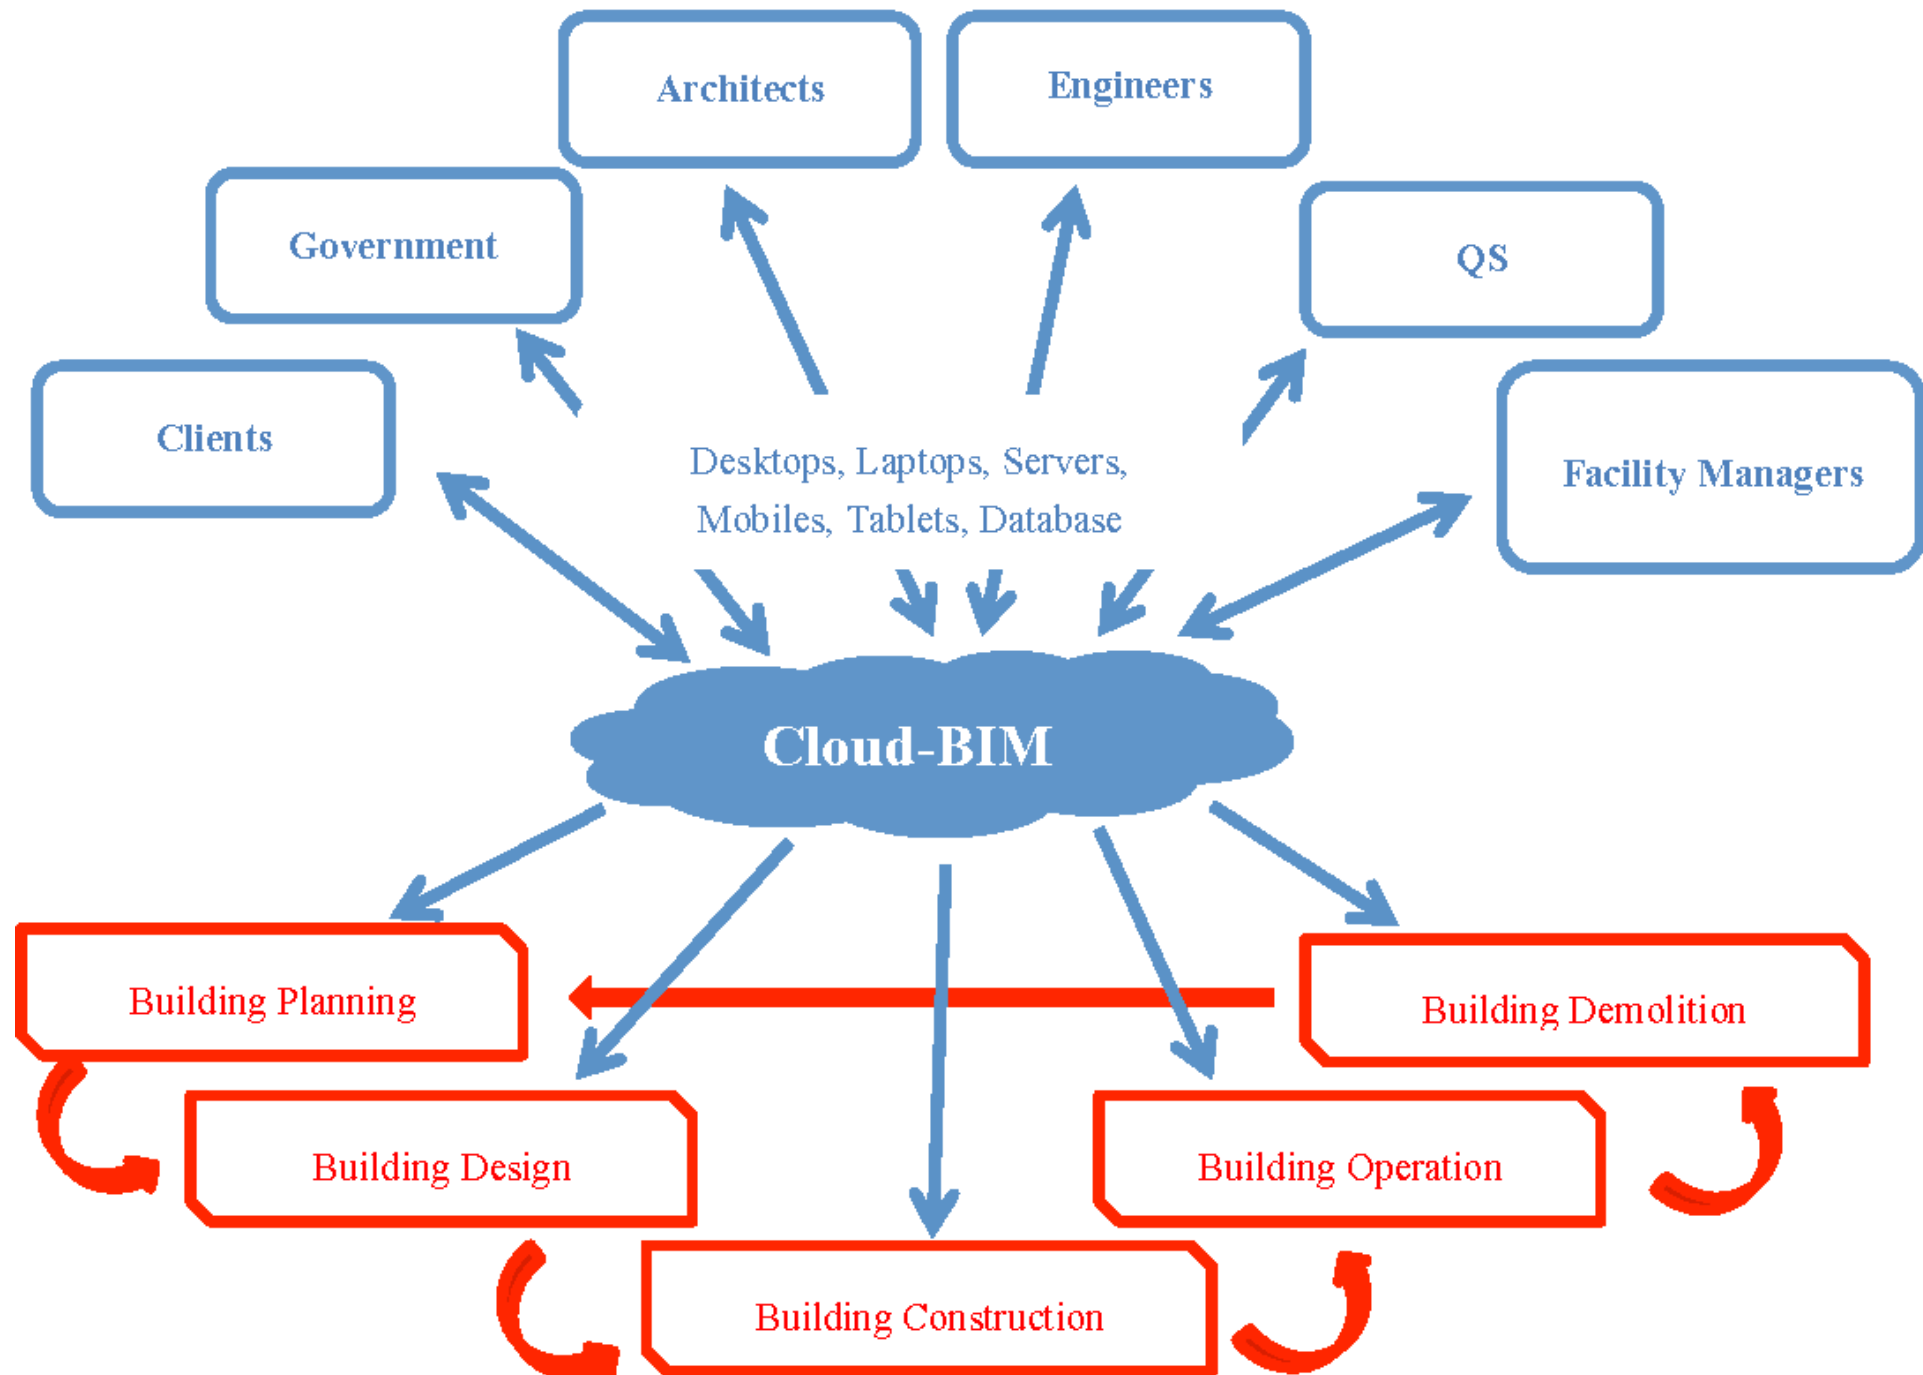 Architects
Engineers
Government
QS
Clients
Desktops, Laptops, Servers,
Mobiles, Tablets, Database
Facility Managers
Cloud-BIM
Building Planning
Building Demolition
Building Design
Building Operation
Building Construction